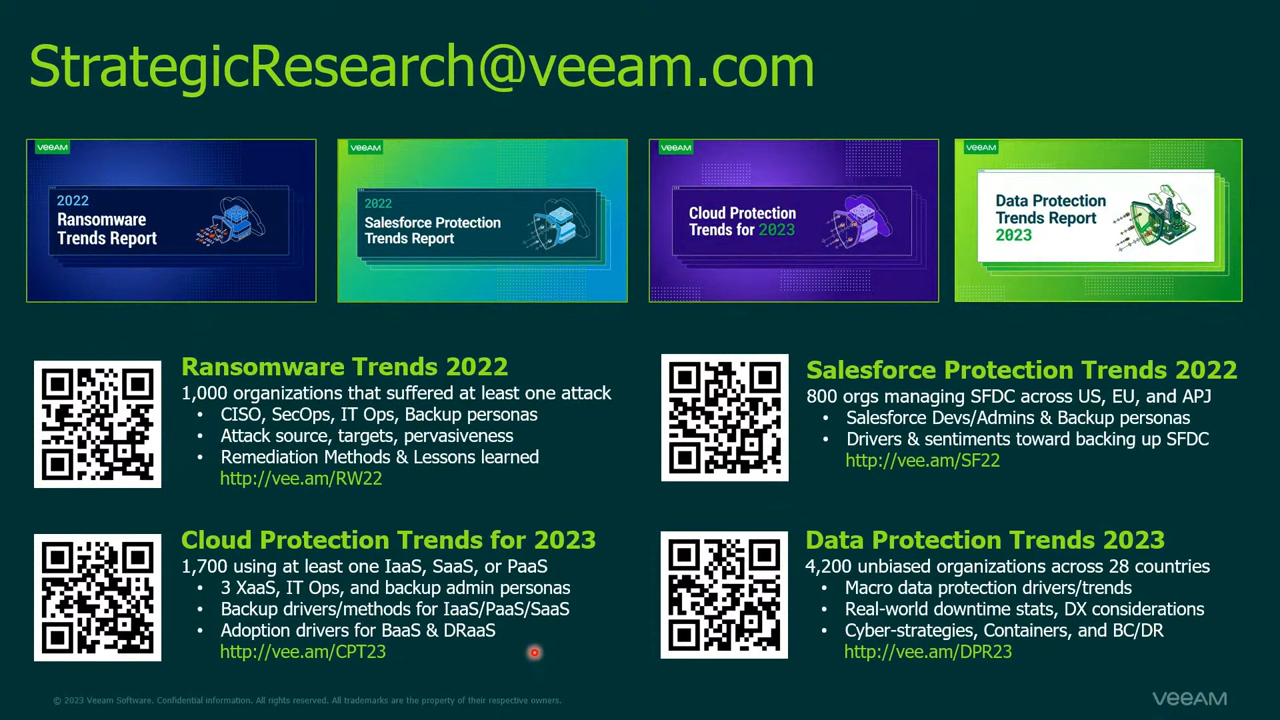 StrategicResearch@veeam.com
veeAM
2022
Ransomware
Trends Report
veeAM
2022
Salesforce Protection
Trends Report
veeAM
Cloud Protection
Trends for 2023
veeAM
Data Protection
Trends Report
2023
Ransomware Trends 2022
1,000 organizations that suffered at least one attack
• CISO, SecOps, IT Ops, Backup personas
• Attack source, targets, pervasiveness
• Remediation Methods & Lessons learned
http://vee.am/RW22
Salesforce Protection Trends 2022
800 orgs managing SFDC across US, EU, and APJ
• Salesforce Devs/Admins & Backup personas
• Drivers & sentiments toward backing up SFDC
http://vee.am/SF22
Cloud Protection Trends for 2023
1,700 using at least one IaaS, SaaS, or PaaS
• 3 XaaS, IT Ops, and backup admin personas
• Backup drivers/methods for IaaS/PaaS/SaaS
• Adoption drivers for BaaS & DRaaS
http://vee.am/CPT23
Data Protection Trends 2023
4,200 unbiased organizations across 28 countries
• Macro data protection drivers/trends
• Real-world downtime stats, DX considerations
• Cyber-strategies, Containers, and BC/DR
http://vee.am/DPR23
© 2023 Veeam Software. Confidential information. All rights reserved. All trademarks are the property of their respective owners.
veeAM